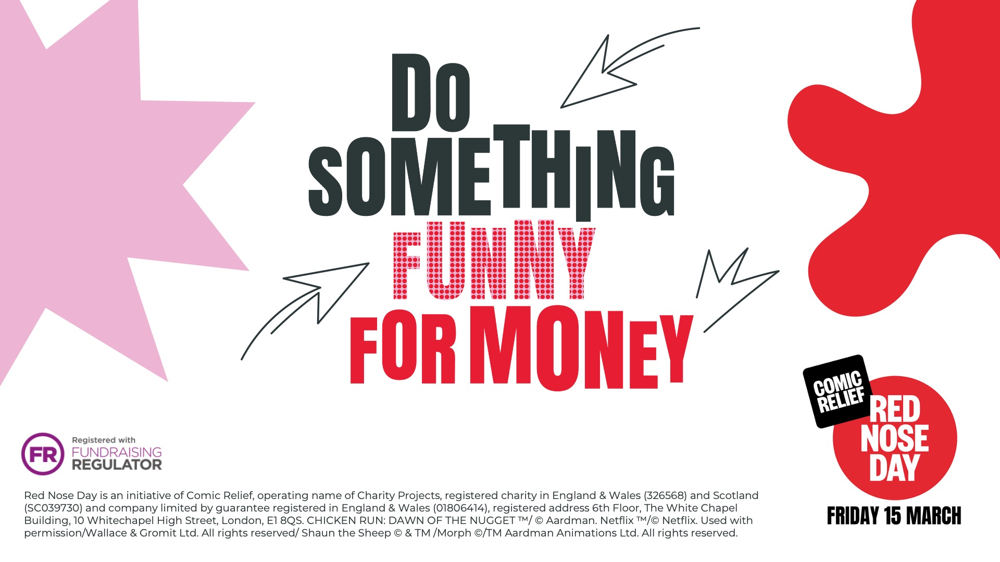 DO
SOMETHING
FUNNY
FOR MONEY
COMIC
RELIEF
RED
NOSE
DAY
FRIDAY 15 MARCH
FR
Registered with
FUNDRAISING
REGULATOR
Red Nose Day is an initiative of Comic Relief, operating name of Charity Projects, registered charity in England & Wales (326568) and Scotland
(SC039730) and company limited by guarantee registered in England & Wales (01806414), registered address 6th Floor, The White Chapel
Building, 10 Whitechapel High Street, London, E1 8QS. CHICKEN RUN: DAWN OF THE NUGGET ™/ © Aardman. Netflix ™/© Netflix. Used with
permission/Wallace & Gromit Ltd. All rights reserved/ Shaun the Sheep © & TM /Morph ©/TM Aardman Animations Ltd. All rights reserved.